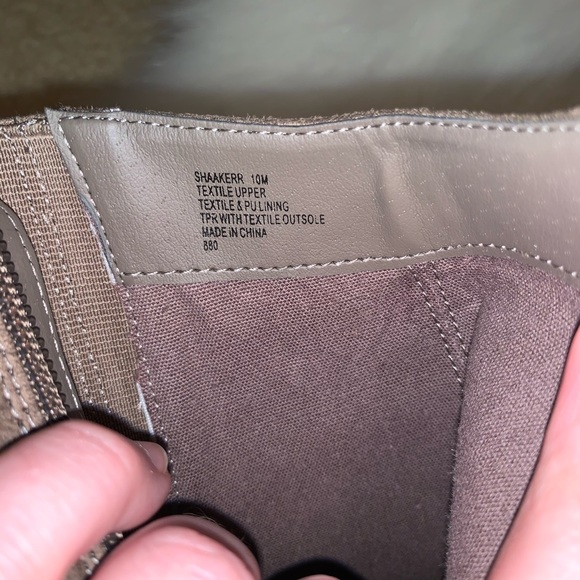 SHAAKERR 10M
TEXTILE UPPER
TEXTILE & PU LINING
TPR WITH TEXTILE OUTSOLE
MADE IN CHINA
880